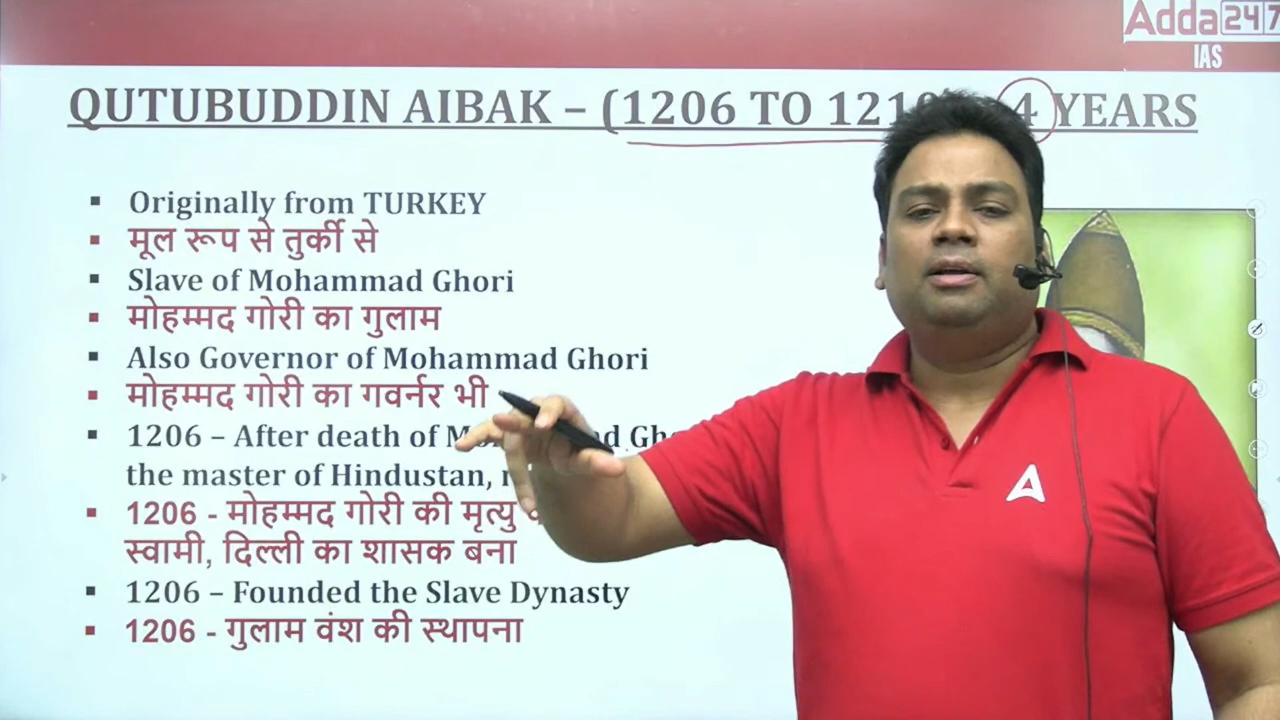 Adda247
IAS
QUTUBUDDIN AIBAK – (1206 TO 121 4 YEARS
▪ Originally from TURKEY
▪ मूल रूप से तुर्की से
▪ Slave of Mohammad Ghori
▪ मोहम्मद गोरी का गुलाम
▪ Also Governor of Mohammad Ghori
▪ मोहम्मद गोरी का गवर्नर भी
▪ 1206 – After death of
the master of Hindustan,
▪ 1206 - मोहम्मद गोरी की मृत्यु
स्वामी, दिल्ली का शासक बना
▪ 1206 – Founded the Slave Dynasty
▪ 1206 - गुलाम वंश की स्थापना